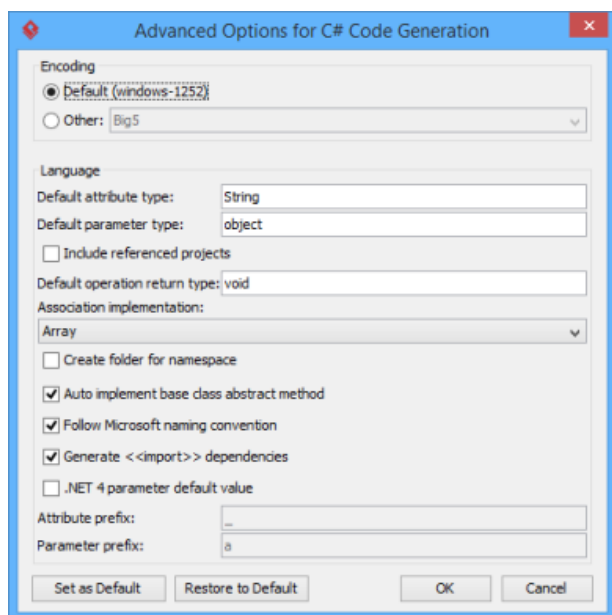 Advanced Options for C# Code Generation
Encoding
Default (windows-1252)
Other: Big5
Language
Default attribute type: String
Default parameter type: object
Include referenced projects
Default operation return type: void
Association implementation:
Array
Create folder for namespace
Auto implement base class abstract method
Follow Microsoft naming convention
Generate <<import>> dependencies
.NET 4 parameter default value
Attribute prefix: _
Parameter prefix: a
Set as Default Restore to Default OK Cancel